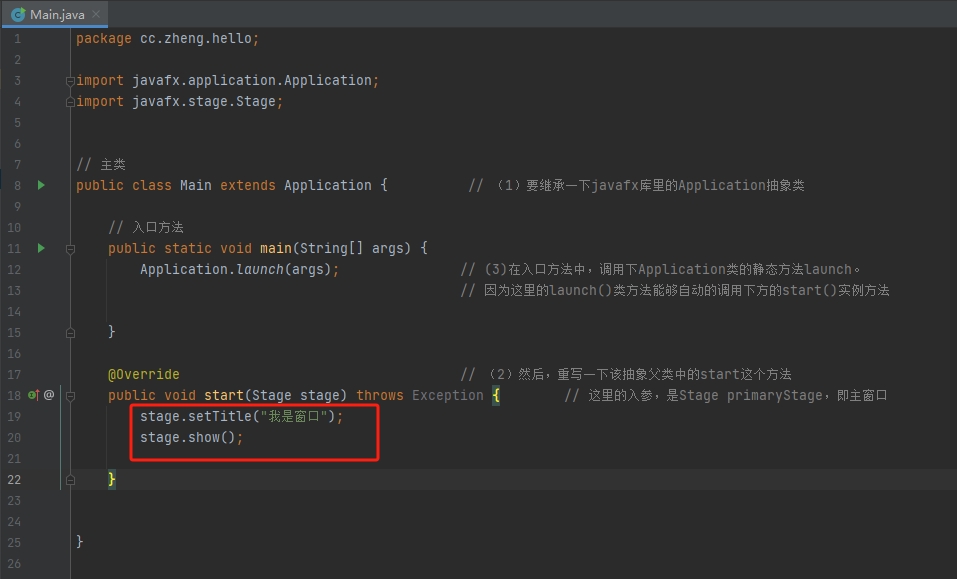 Main.java
1 package cc.zheng.hello;
2
3 import javafx.application.Application;
4 import javafx.stage.Stage;
5
6
7 // 主类
8 public class Main extends Application { // （1）要继承一下javafx库里的Application抽象类
9
10 // 入口方法
11 public static void main(String[] args) {
12 Application.launch(args); // (3)在入口方法中，调用下Application类的静态方法launch。
13 // 因为这里的launch()类方法能够自动的调用下方的start()实例方法
14
15 }
16
17 @Override // （2）然后，重写一下该抽象父类中的start这个方法
18 @ public void start(Stage stage) throws Exception { // 这里的入参，是Stage primaryStage，即主窗口
19 stage.setTitle("我是窗口");
20 stage.show();
21
22 }
23
24
25 }
26